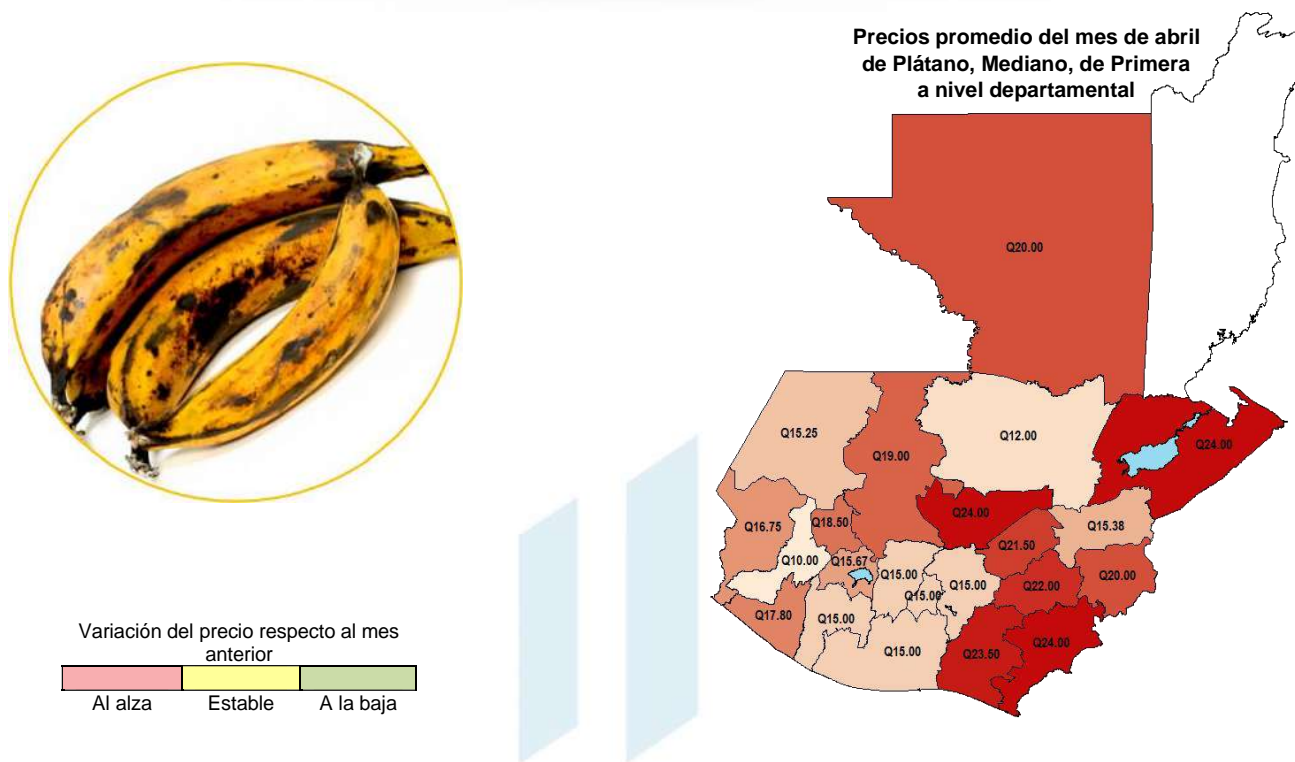 Precios promedio del mes de abril
de Plátano, Mediano, de Primera
a nivel departamental
Q20.00
Q15.25
Q19.00
Q12.00
Q24.00
Q16.75
Q18.50
Q24.00
Q15.38
Q21.50
Q10.00
Q15.67
Q15.00
Q15.00
Q15.00
Q22.00
Q20.00
Q17.80
Q15.00
Q15.00
Q23.50
Q24.00
Variación del precio respecto al mes
anterior
Al alza Estable A la baja